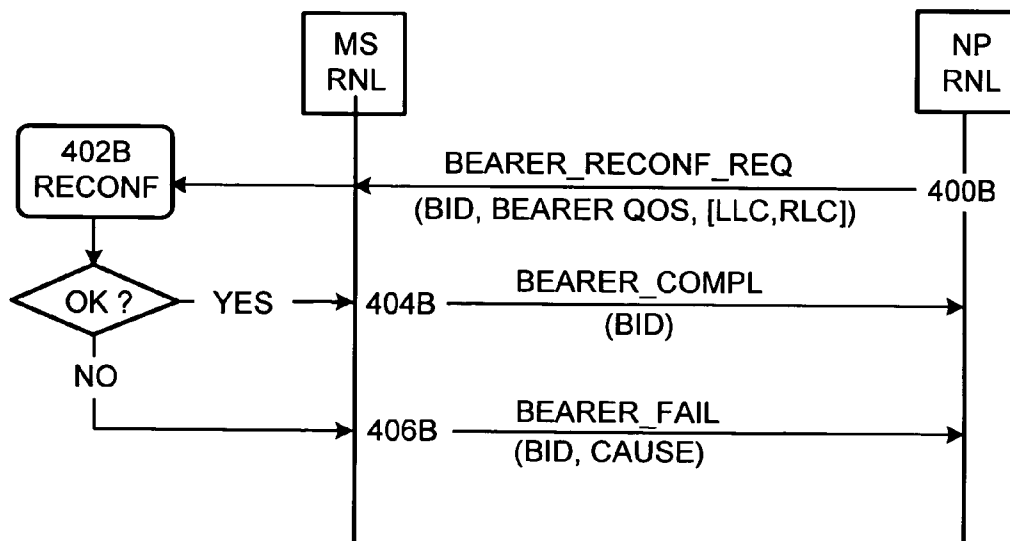 MS
RNL
NP
RNL
402B
RECONF
BEARER_RECONF_REQ
400B
(BID, BEARER QOS, [LLC,RLC])
OK ?
YES
404B
BEARER_COMPL
(BID)
NO
406B
BEARER_FAIL
(BID, CAUSE)